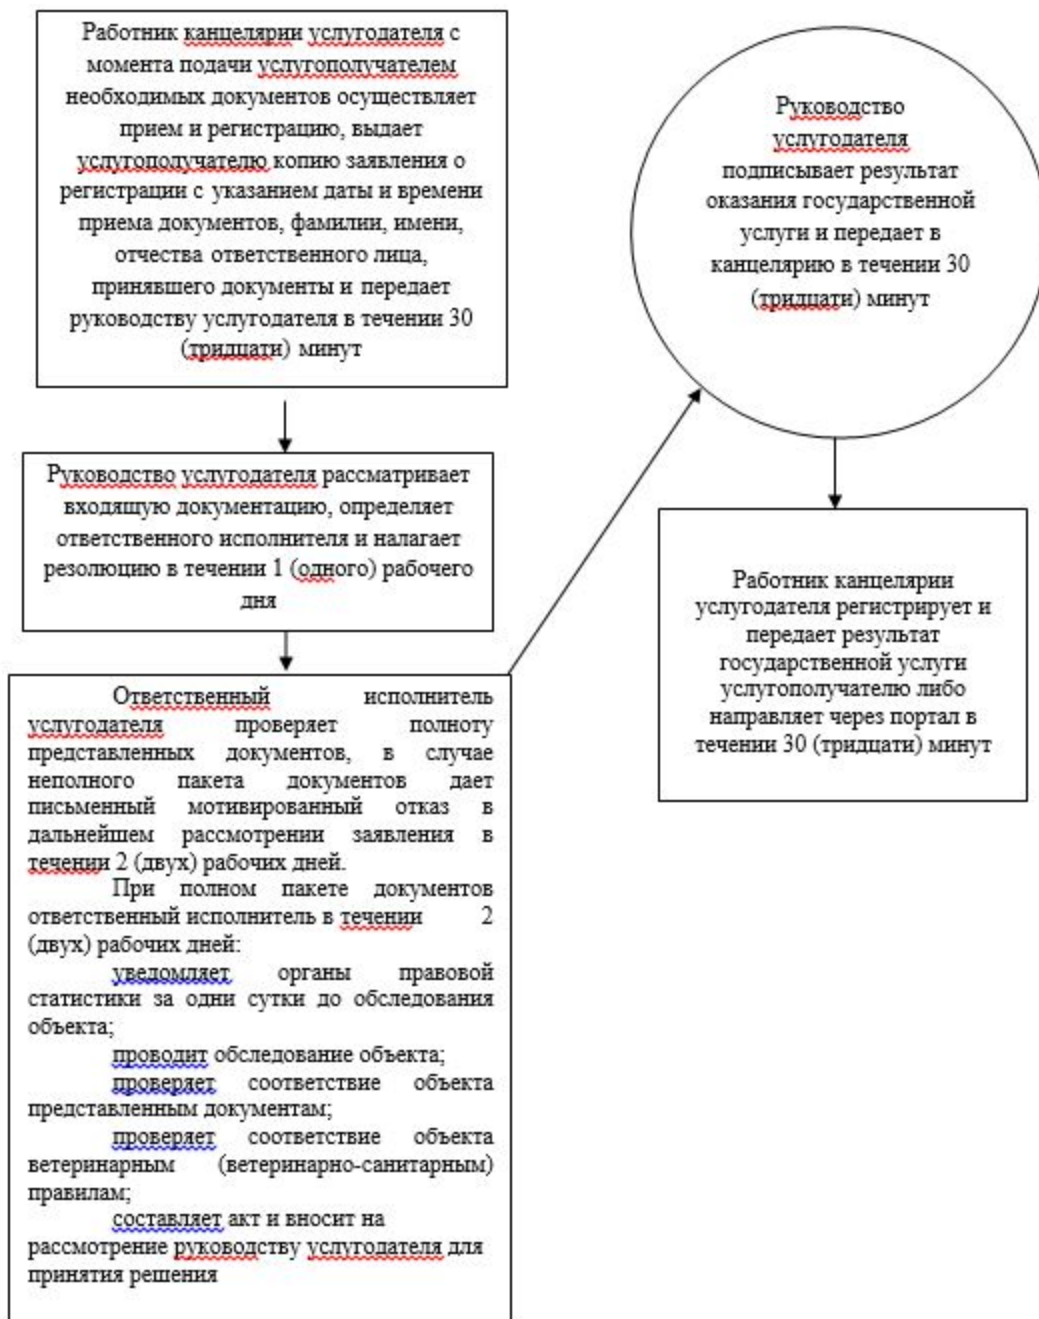 Работник канцелярии услугодателя с
момента подачи услугополучателем
необходимых документов осуществляет
прием и регистрацию, выдает
услугополучателю копию заявления о
регистрации с указанием даты и времени
приема документов, фамилии, имени,
отчества ответственного лица,
принявшего документы и передает
руководству услугодателя в течении 30
(тридцати) минут
Руководство услугодателя рассматривает
входящую документацию, определяет
ответственного исполнителя и налагает
резолюцию в течении 1 (одного) рабочего
дня
Ответственный исполнитель
услугодателя проверяет полноту
представленных документов, в случае
неполного пакета документов дает
письменный мотивированный отказ в
дальнейшем рассмотрении заявления в
течении 2 (двух) рабочих дней.
При полном пакете документов
ответственный исполнитель в течении 2
(двух) рабочих дней:
уведомляет органы правовой
статистики за одни сутки до обследования
объекта;
проводит обследование объекта;
проверяет соответствие объекта
представленным документам;
проверяет соответствие объекта
ветеринарным (ветеринарно-санитарным)
правилам;
составляет акт и вносит на
рассмотрение руководству услугодателя для
принятия решения
Руководство
услугодателя
подписывает результат
оказания государственной
услуги и передает в
канцелярию в течении 30
(тридцати) минут
Работник канцелярии
услугодателя регистрирует и
передает результат
государственной услуги
услугополучателю либо
направляет через портал в
течении 30 (тридцати) минут